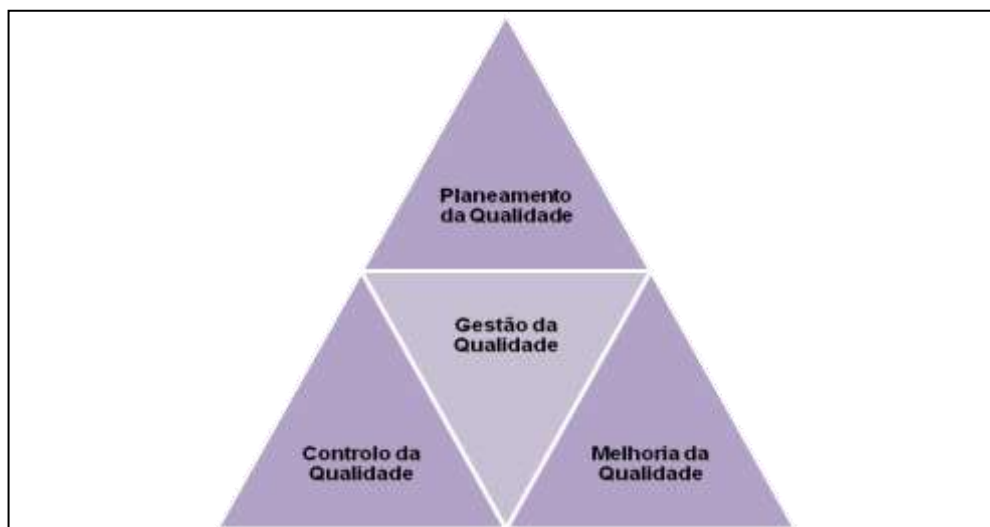 Planeamento
da Qualidade
Gestão da
Qualidade
Controlo da
Qualidade
Melhoria da
Qualidade